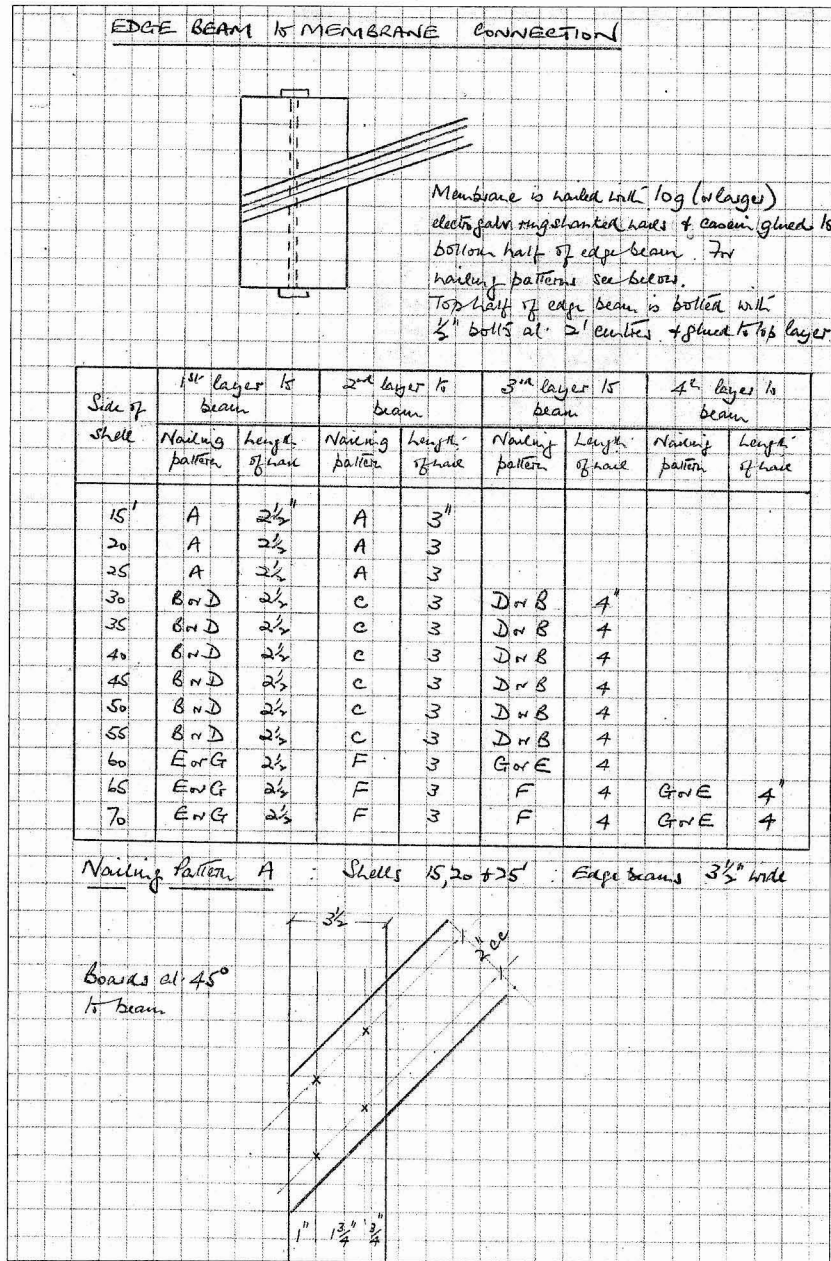 EDGE BEAM to MEMBRANE CONNECTION
Membrane is nailed with 10g (or larger)
electrogalv. ringshanked nails & casein glued to
bottom half of edge beam. For
nailing patterns see below.
Top half of edge beam is bolted with
½" bolts at 2' centres & glued to top layer.
Side of shell 1st layer to beam 2nd layer to beam 3rd layer to beam 4th layer to beam
Nailing pattern Length of nail Nailing pattern Length of nail Nailing pattern Length of nail Nailing pattern Length of nail
15' A 2½" A 3"
20 A 2½ A 3
25 A 2½ A 3
30 B or D 2½ C 3 D or B 4"
35 B or D 2½ C 3 D or B 4
40 B or D 2½ C 3 D or B 4
45 B or D 2½ C 3 D or B 4
50 B or D 2½ C 3 D or B 4
55 B or D 2½ C 3 D or B 4
60 E or G 2½ F 3 G or E 4
65 E or G 2½ F 3 F 4 G or E 4"
70 E or G 2½ F 3 F 4 G or E 4
Nailing Pattern A : Shells 15, 20 & 25' : Edge beams 3½" wide
3½
2" cc
Boards at 45°
to beam
1" 1¾" ¾"